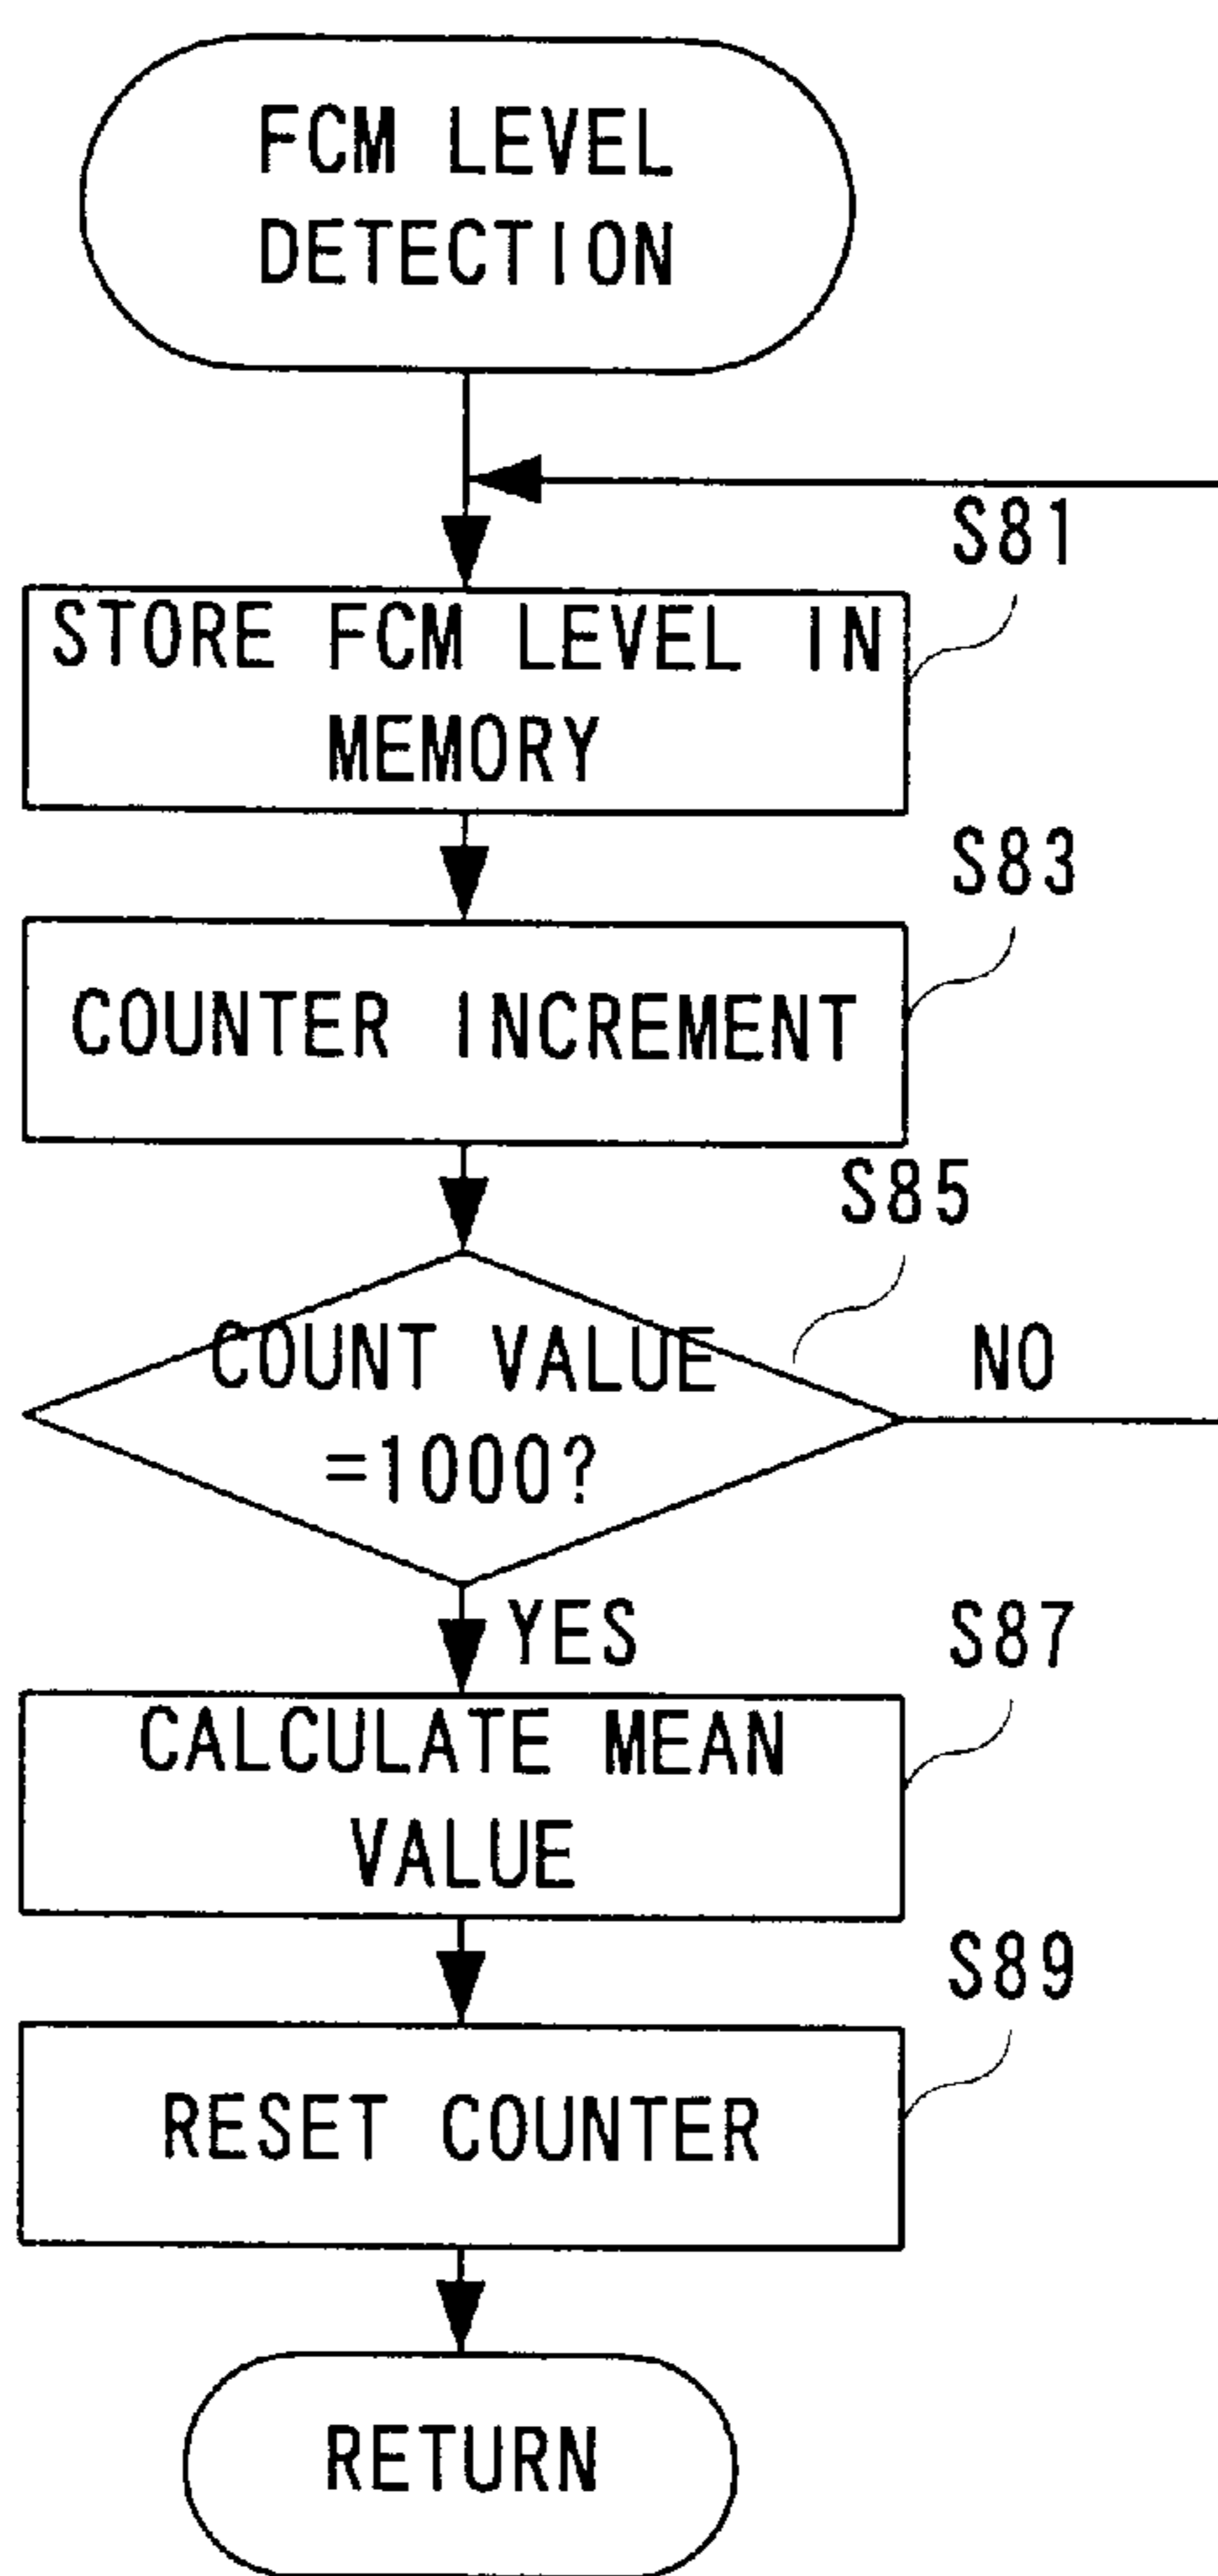 FCM LEVEL
DETECTION
S81
STORE FCM LEVEL IN
MEMORY
S83
COUNTER INCREMENT
S85
COUNT VALUE
=1000?
NO
YES
S87
CALCULATE MEAN
VALUE
S89
RESET COUNTER
RETURN